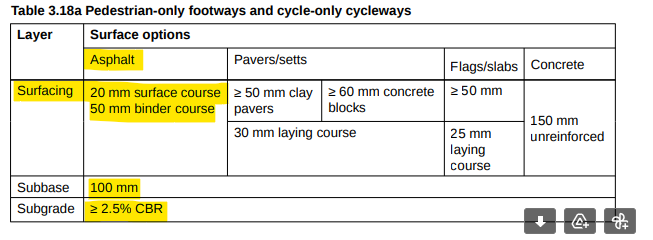 Table 3.18a Pedestrian-only footways and cycle-only cycleways
Layer Surface options
Asphalt Pavers/setts Flags/slabs Concrete
Surfacing 20 mm surface course ≥ 50 mm clay ≥ 60 mm concrete ≥ 50 mm
50 mm binder course pavers blocks
150 mm
unreinforced
30 mm laying course 25 mm
laying
course
Subbase 100 mm
Subgrade ≥ 2.5% CBR